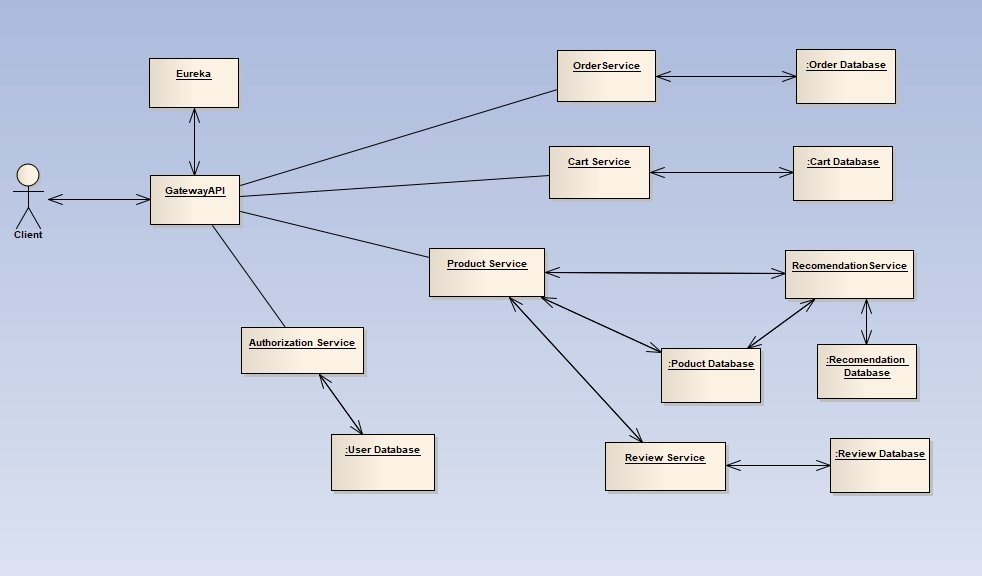 Eureka
OrderService
:Order Database
Cart Service
:Cart Database
GatewayAPI
Client
Product Service
RecomendationService
Authorization Service
:Poduct Database
:Recomendation
Database
:User Database
Review Service
:Review Database